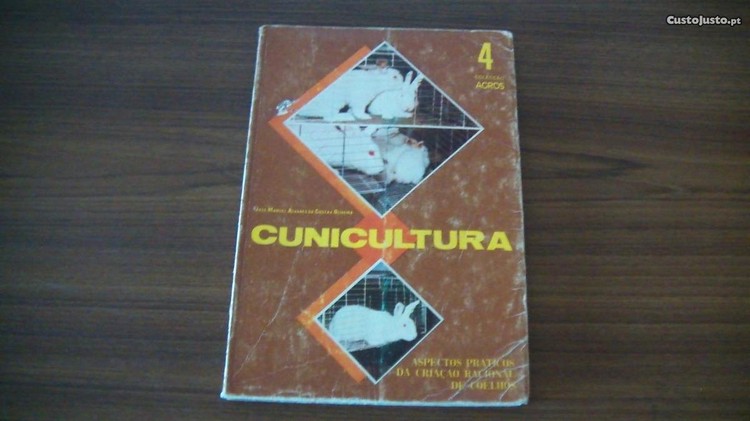 CustoJusto.pt
4
AGROS
CUNICULTURA
ASPECTOS PRÁTICOS
DA CRIAÇÃO RACIONAL
DE COELHOS